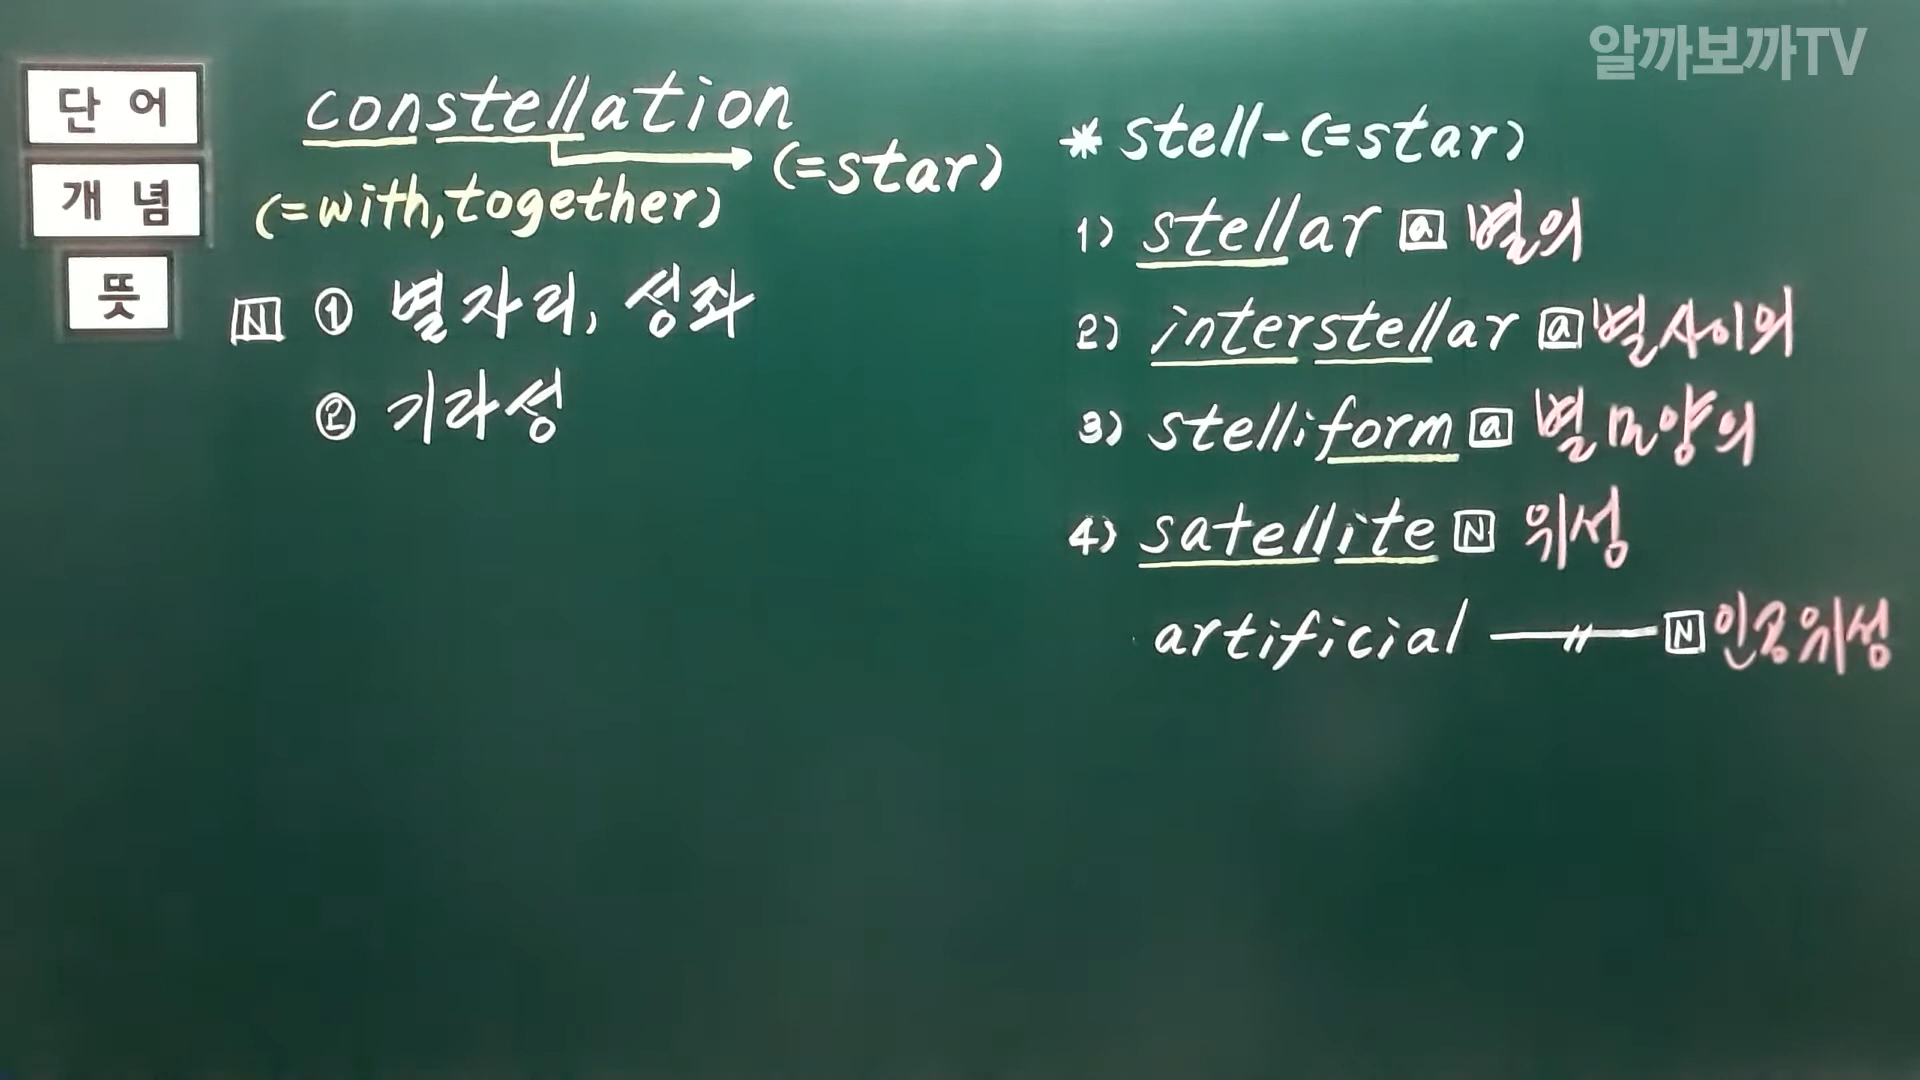 알까보까TV
단어
개념
뜻
constellation
(=star)
(=with, together)
N ① 별자리, 성좌
② 기라성
* stell-(=star)
1) stellar a 별의
2) interstellar a 별사이의
3) stelliform a 별모양의
4) satellite N 위성
artificial —〃— N 인공위성